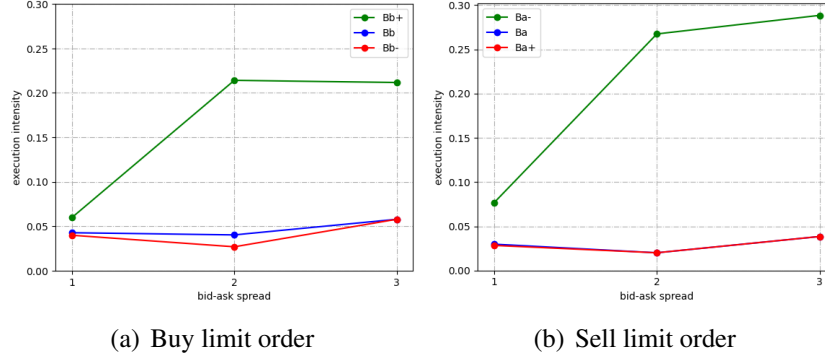 0.30
0.25
0.20
0.15
0.10
0.05
0.00
execution intensity
Bb+
Bb
Bb-
1
2
3
bid-ask spread
(a) Buy limit order
0.30
0.25
0.20
0.15
0.10
0.05
0.00
execution intensity
Ba-
Ba
Ba+
1
2
3
bid-ask spread
(b) Sell limit order